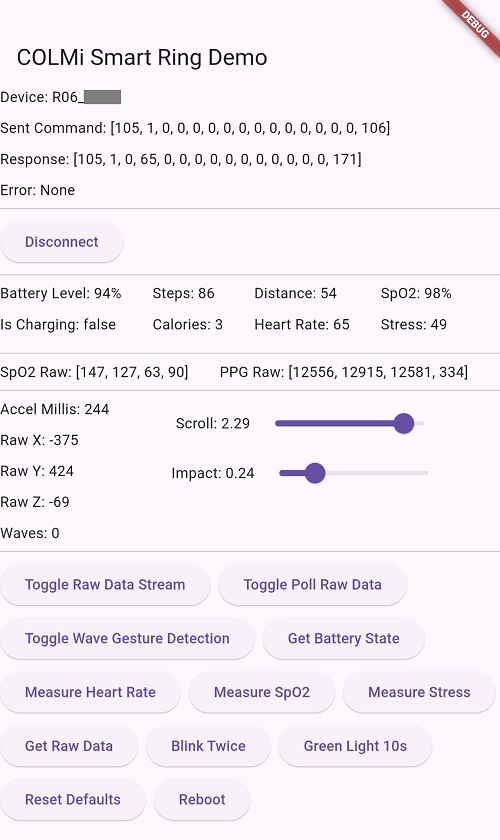 DEBUG
COLMi Smart Ring Demo
Device: R06_
Sent Command: [105, 1, 0, 0, 0, 0, 0, 0, 0, 0, 0, 0, 0, 0, 0, 106]
Response: [105, 1, 0, 65, 0, 0, 0, 0, 0, 0, 0, 0, 0, 0, 0, 171]
Error: None
Disconnect
Battery Level: 94% Steps: 86 Distance: 54 SpO2: 98%
Is Charging: false Calories: 3 Heart Rate: 65 Stress: 49
SpO2 Raw: [147, 127, 63, 90] PPG Raw: [12556, 12915, 12581, 334]
Accel Millis: 244
Scroll: 2.29
Raw X: -375
Raw Y: 424
Impact: 0.24
Raw Z: -69
Waves: 0
Toggle Raw Data Stream Toggle Poll Raw Data
Toggle Wave Gesture Detection Get Battery State
Measure Heart Rate Measure SpO2 Measure Stress
Get Raw Data Blink Twice Green Light 10s
Reset Defaults Reboot